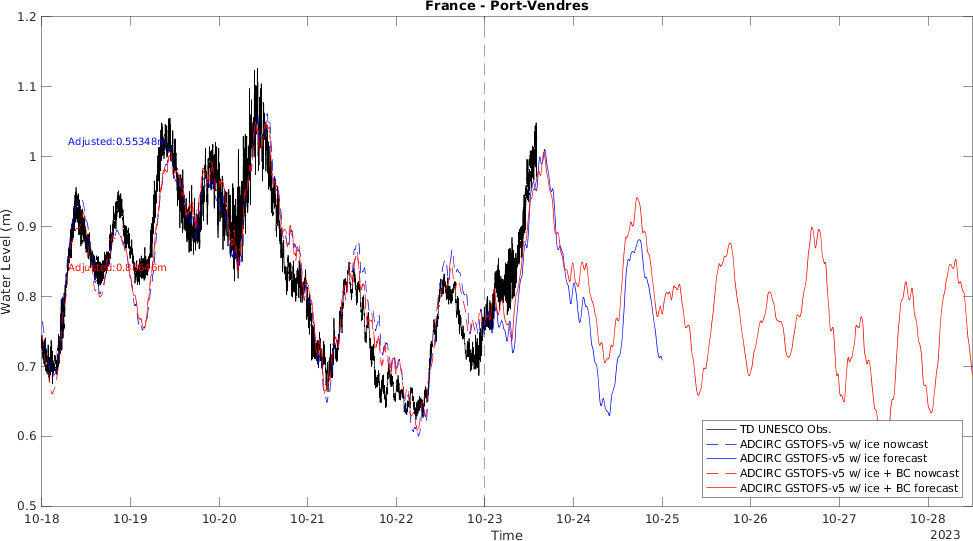 France - Port-Vendres
Water Level (m)
1.2
1.1
1
0.9
0.8
0.7
0.6
0.5
Adjusted:0.55348m
TD UNESCO Obs.
ADCIRC GSTOFS-v5 w/ ice nowcast
ADCIRC GSTOFS-v5 w/ ice forecast
ADCIRC GSTOFS-v5 w/ ice + BC nowcast
ADCIRC GSTOFS-v5 w/ ice + BC forecast
10-18 10-19 10-20 10-21 10-22 10-23 10-24 10-25 10-26 10-27 10-28
Time
2023